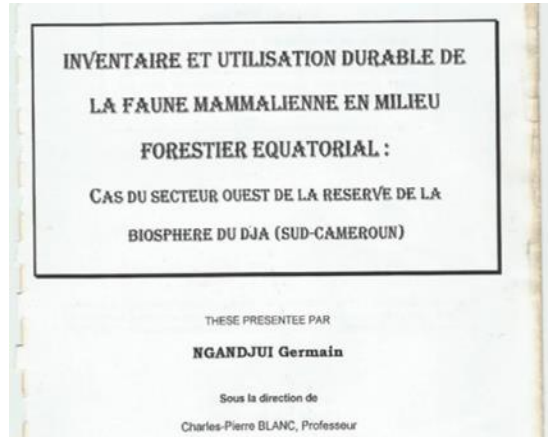 INVENTAIRE ET UTILISATION DURABLE DE
LA FAUNE MAMMALIENNE EN MILIEU
FORESTIER EQUATORIAL :
CAS DU SECTEUR OUEST DE LA RESERVE DE LA
BIOSPHERE DU DJA (SUD-CAMEROUN)
THESE PRESENTEE PAR
NGANDJUI Germain
Sous la direction de
Charles-Pierre BLANC, Professeur